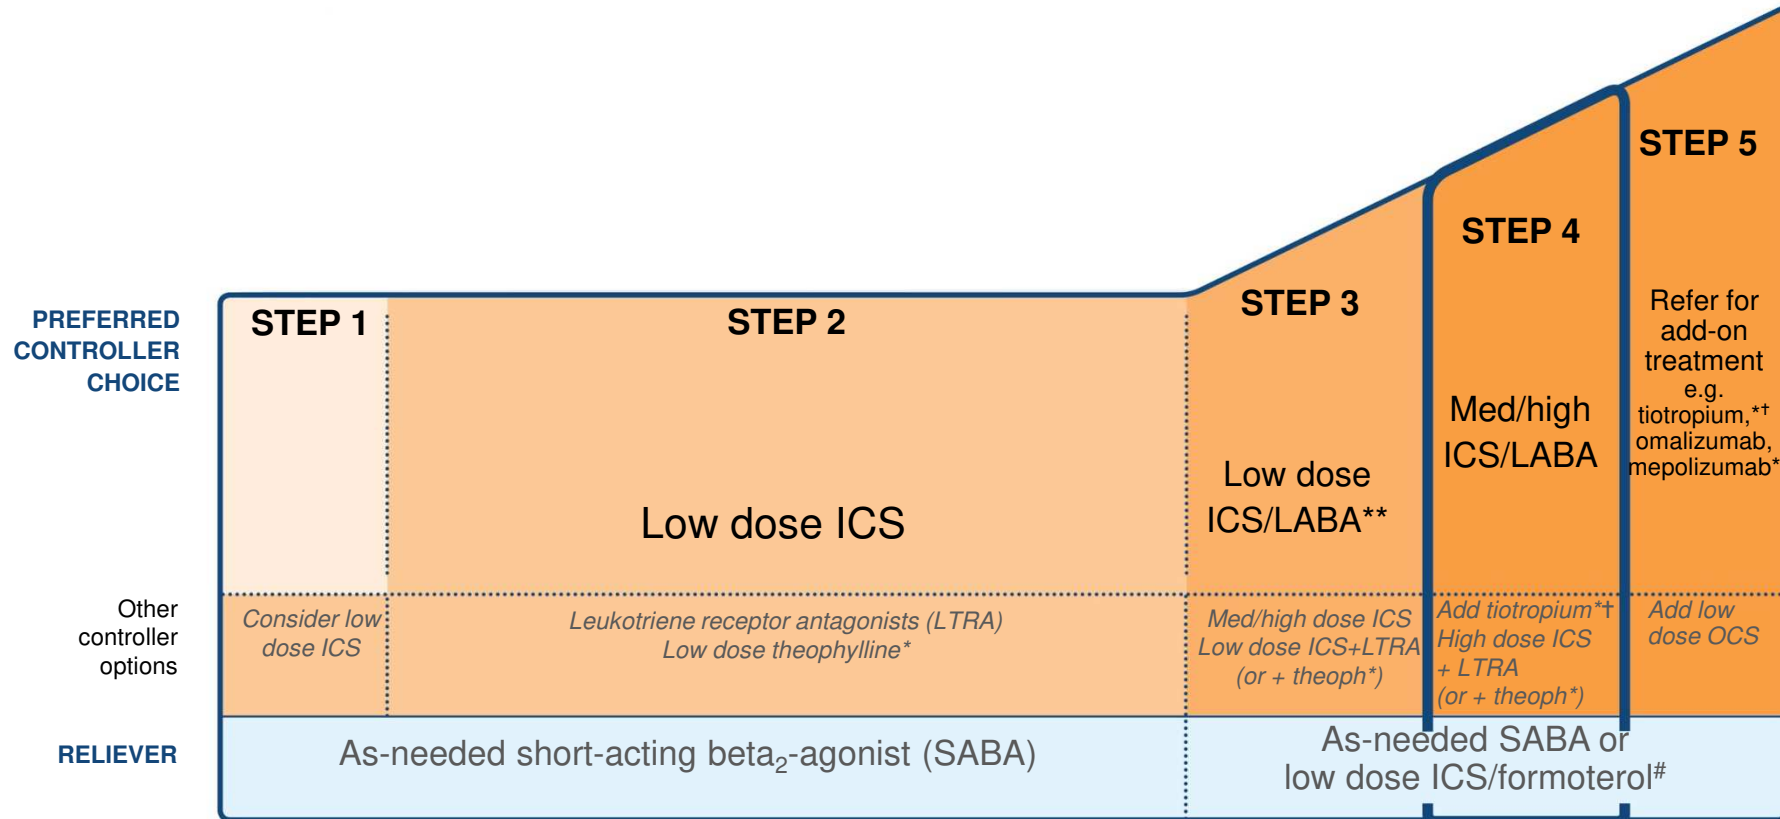 STEP 5
STEP 4
STEP 3
PREFERRED
CONTROLLER
CHOICE
STEP 1
STEP 2
Refer for
add-on
treatment
e.g.
tiotropium,*†
omalizumab,
mepolizumab*
Med/high
ICS/LABA
Low dose
ICS/LABA**
Low dose ICS
Other
controller
options
Consider low
dose ICS
Leukotriene receptor antagonists (LTRA)
Low dose theophylline*
Med/high dose ICS
Low dose ICS+LTRA
(or + theoph*)
Add tiotropium*†
High dose ICS
+ LTRA
(or + theoph*)
Add low
dose OCS
RELIEVER
As-needed short-acting beta₂-agonist (SABA)
As-needed SABA or
low dose ICS/formoterol#